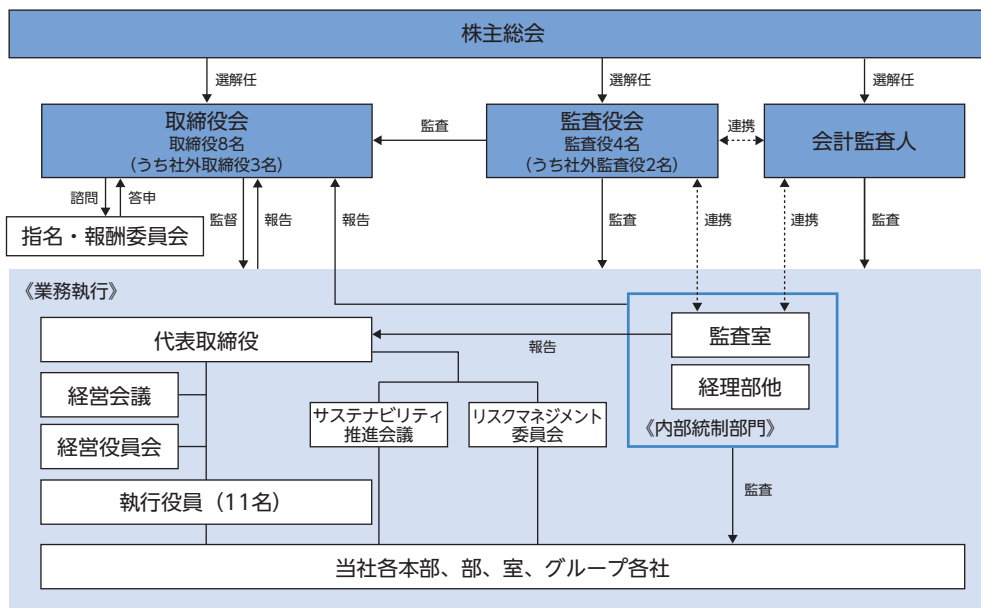 株主総会
選解任
選解任
選解任
取締役会
取締役8名
(うち社外取締役3名)
監査
監査役会
監査役4名
(うち社外監査役2名)
連携
会計監査人
諮問
答申
監督
報告
報告
監査
連携
連携
監査
指名・報酬委員会
《業務執行》
代表取締役
報告
監査室
経理部他
《内部統制部門》
経営会議
経営役員会
サステナビリティ
推進会議
リスクマネジメント
委員会
執行役員（11名）
監査
当社各本部、部、室、グループ各社